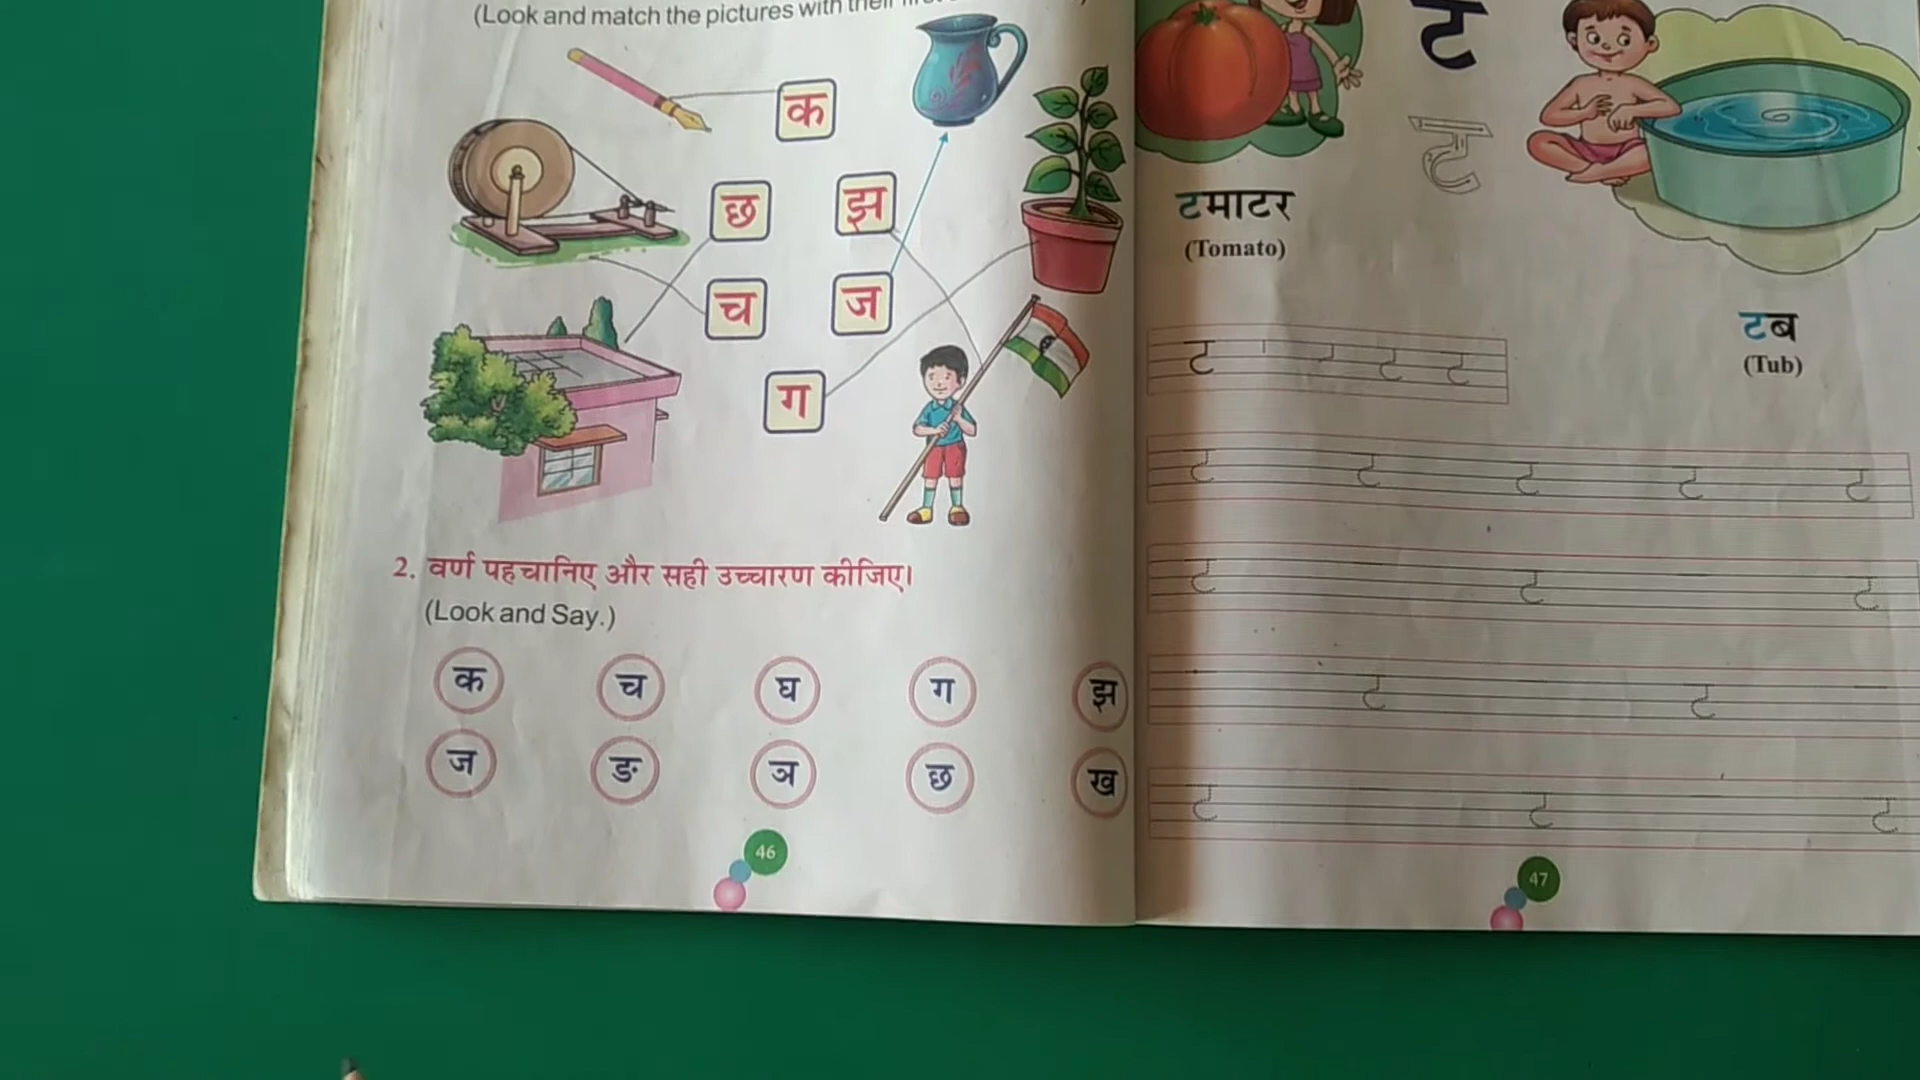 (Look and match the pictures with their
क
छ
झ
च
ज
ग
2. वर्ण पहचानिए और सही उच्चारण कीजिए।
(Look and Say.)
क च घ ग झ
ज ङ ञ छ ख
46
ट
ट
टमाटर
(Tomato)
टब
(Tub)
ट ट ट
ट ट ट ट ट
ट ट ट
ट ट
ट ट ट
47